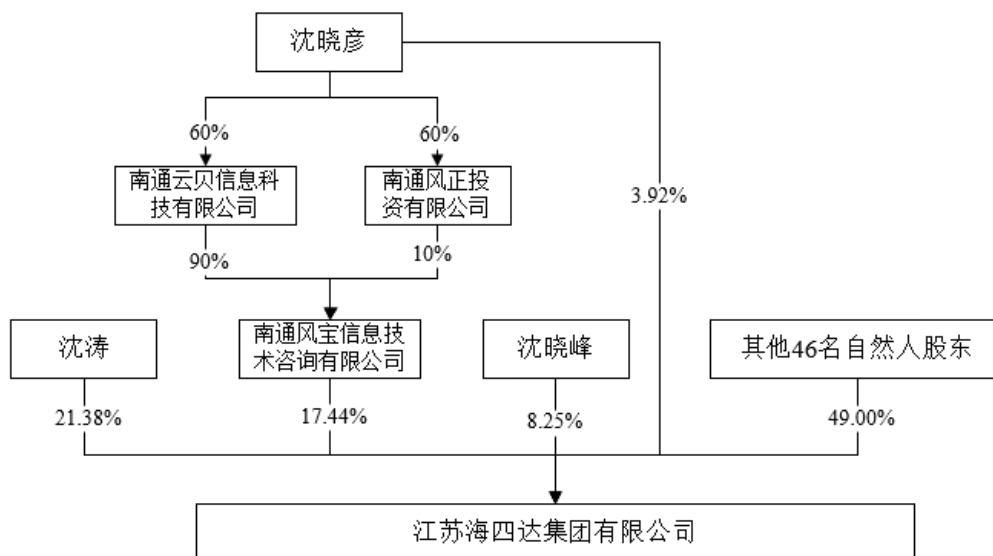 沈晓彦
60%
60%
南通云贝信息科
技有限公司
南通风正投
资有限公司
3.92%
90%
10%
沈涛
南通风宝信息技
术咨询有限公司
沈晓峰
其他46名自然人股东
21.38%
17.44%
8.25%
49.00%
江苏海四达集团有限公司